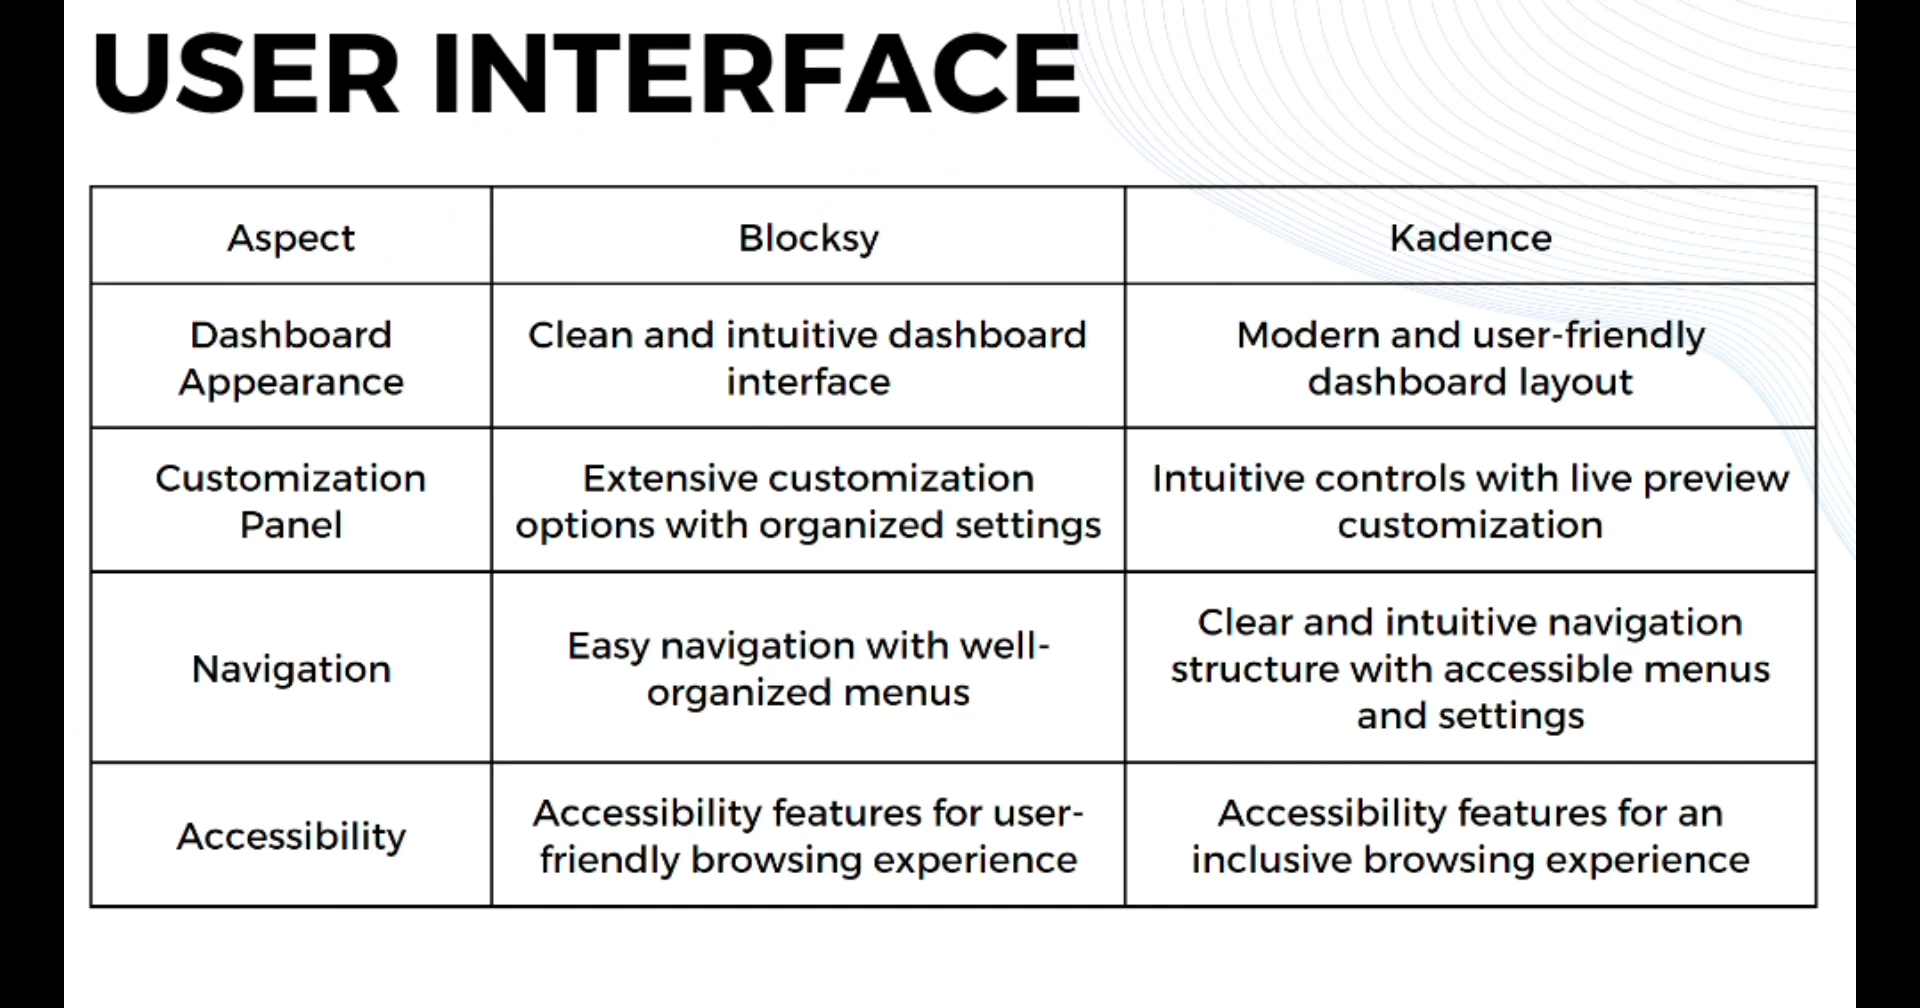 USER INTERFACE
Aspect
Blocksy
Kadence
Dashboard
Appearance
Clean and intuitive dashboard
interface
Modern and user-friendly
dashboard layout
Customization
Panel
Extensive customization
options with organized settings
Intuitive controls with live preview
customization
Navigation
Easy navigation with well-
organized menus
Clear and intuitive navigation
structure with accessible menus
and settings
Accessibility
Accessibility features for user-
friendly browsing experience
Accessibility features for an
inclusive browsing experience